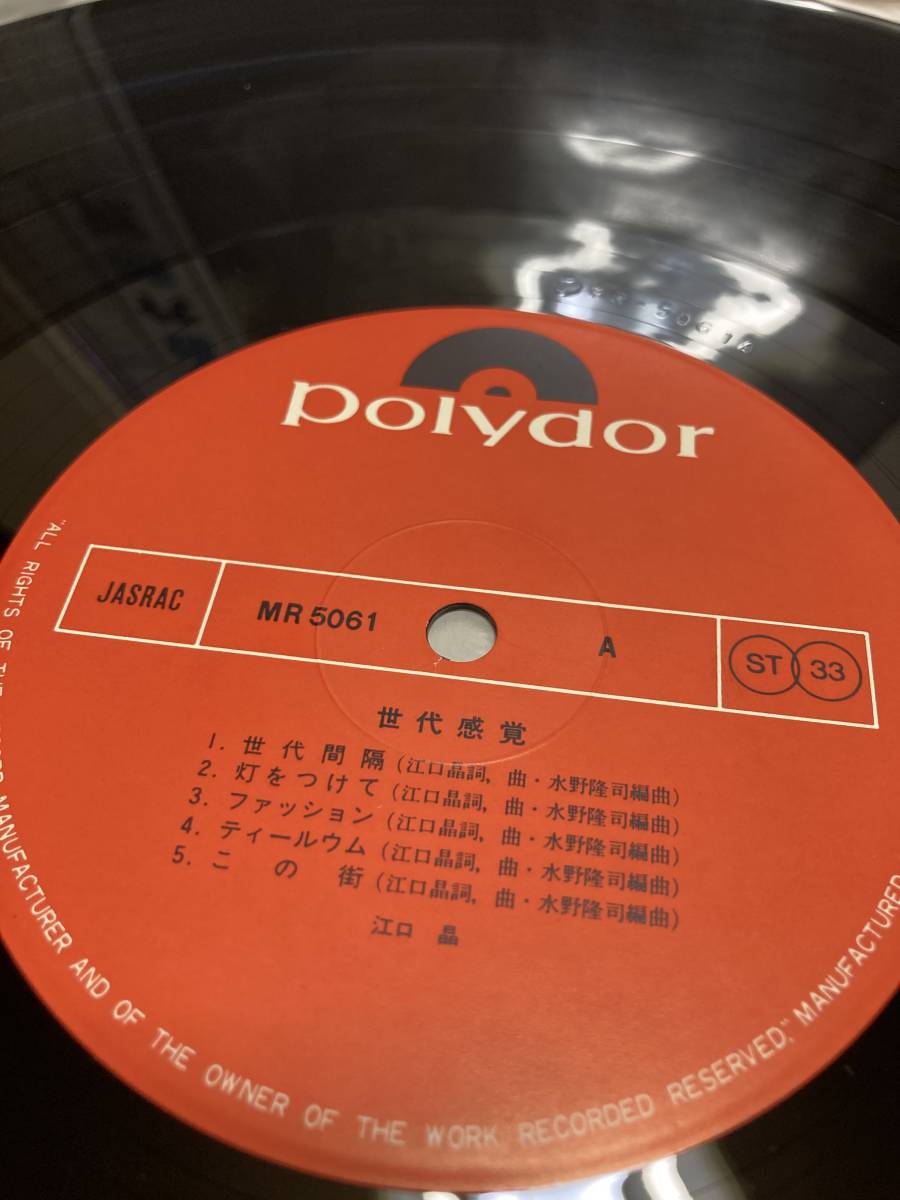 polydor
JASRAC
MR 5061
A
ST 33
世代感覚
1. 世代間隔 (江口晶詞, 曲・水野隆司編曲)
2. 灯をつけて (江口晶詞, 曲・水野隆司編曲)
3. ファッション (江口晶詞, 曲・水野隆司編曲)
4. ティールウム (江口晶詞, 曲・水野隆司編曲)
5. この街 (江口晶詞, 曲・水野隆司編曲)
江口 晶
"ALL RIGHTS OF THE MANUFACTURER AND OF THE OWNER OF THE WORK RECORDED RESERVED," MANUFACTURED